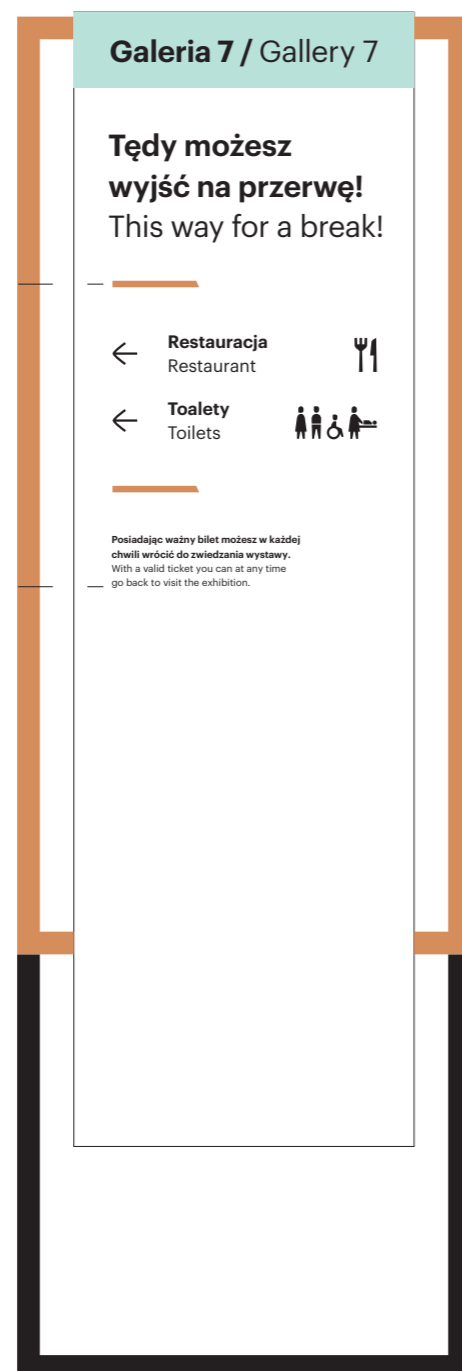 Galeria 7 / Gallery 7
Tędy możesz
wyjść na przerwę!
This way for a break!
Restauracja
Restaurant
Toalety
Toilets
Posiadając ważny bilet możesz w każdej
chwili wrócić do zwiedzania wystawy.
With a valid ticket you can at any time
go back to visit the exhibition.